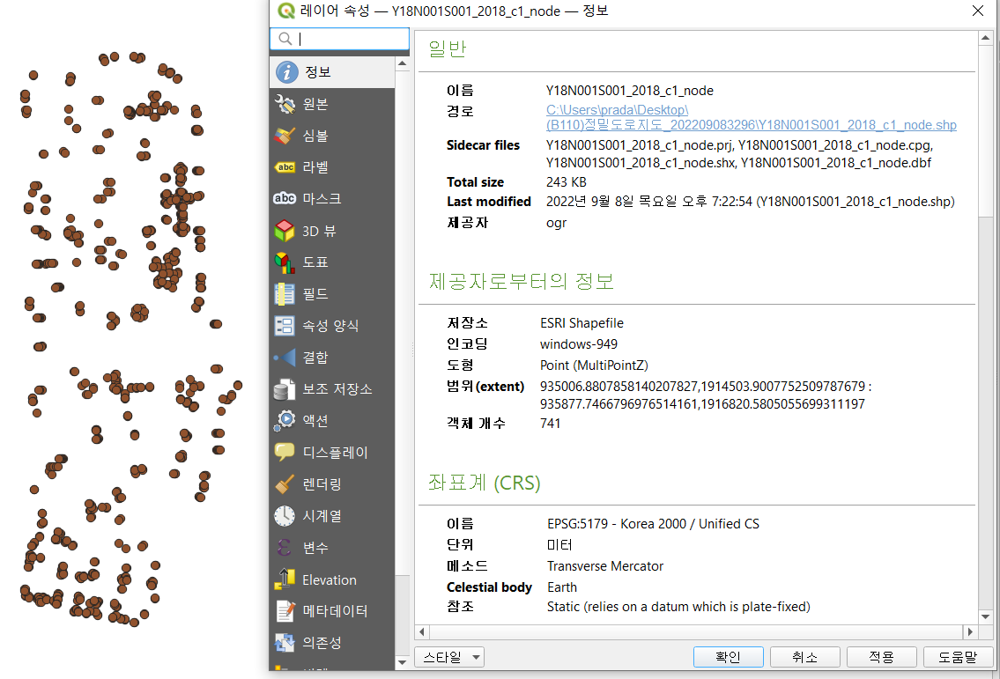 레이어 속성 — Y18N001S001_2018_c1_node — 정보
정보
원본
심볼
abc 라벨
abc 마스크
3D 뷰
도표
필드
속성 양식
결합
보조 저장소
액션
디스플레이
렌더링
시계열
변수
Elevation
메타데이터
의존성
일반
이름 Y18N001S001_2018_c1_node
경로 C:\Users\prada\Desktop\
(B110)정밀도로지도_202209083296\Y18N001S001_2018_c1_node.shp
Sidecar files Y18N001S001_2018_c1_node.prj, Y18N001S001_2018_c1_node.cpg,
Y18N001S001_2018_c1_node.shx, Y18N001S001_2018_c1_node.dbf
Total size 243 KB
Last modified 2022년 9월 8일 목요일 오후 7:22:54 (Y18N001S001_2018_c1_node.shp)
제공자 ogr
제공자로부터의 정보
저장소 ESRI Shapefile
인코딩 windows-949
도형 Point (MultiPointZ)
범위(extent) 935006.8807858140207827,1914503.9007752509787679 :
935877.7466796976514161,1916820.5805055699311197
객체 개수 741
좌표계 (CRS)
이름 EPSG:5179 - Korea 2000 / Unified CS
단위 미터
메소드 Transverse Mercator
Celestial body Earth
참조 Static (relies on a datum which is plate-fixed)
스타일 확인 취소 적용 도움말